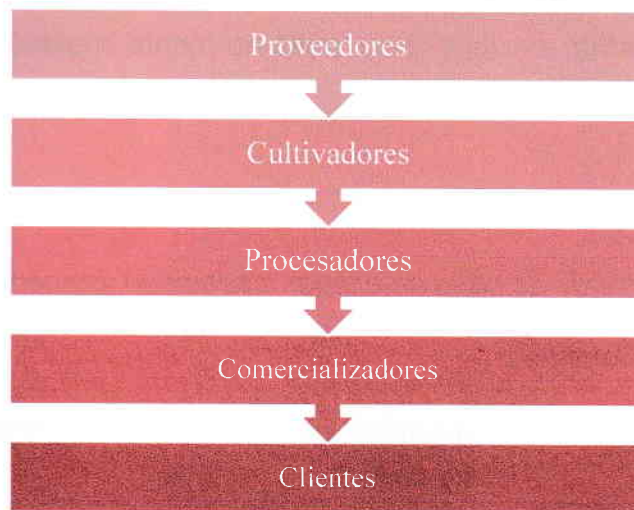 Proveedores
Cultivadores
Procesadores
Comercializadores
Clientes